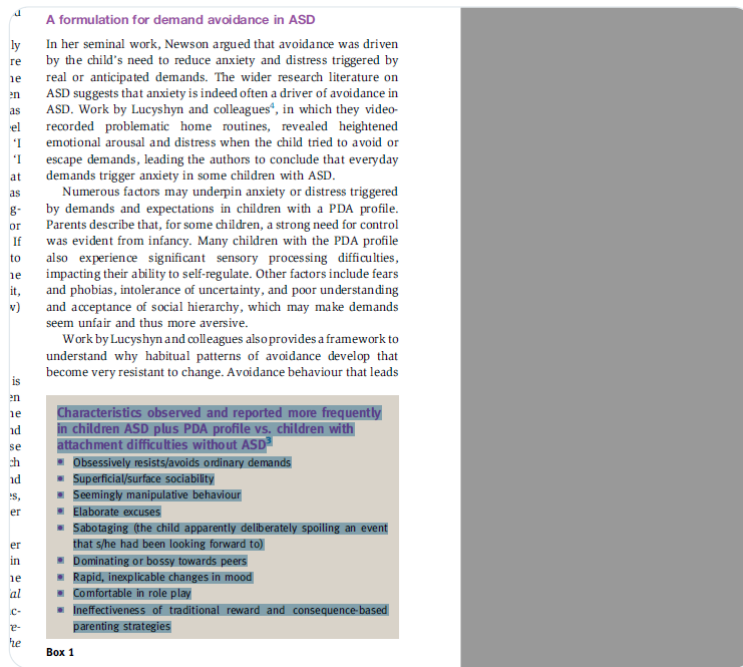 A formulation for demand avoidance in ASD
In her seminal work, Newson argued that avoidance was driven
by the child's need to reduce anxiety and distress triggered by
real or anticipated demands. The wider research literature on
ASD suggests that anxiety is indeed often a driver of avoidance in
ASD. Work by Lucyshyn and colleagues⁴, in which they video-
recorded problematic home routines, revealed heightened
emotional arousal and distress when the child tried to avoid or
escape demands, leading the authors to conclude that everyday
demands trigger anxiety in some children with ASD.
Numerous factors may underpin anxiety or distress triggered
by demands and expectations in children with a PDA profile.
Parents describe that, for some children, a strong need for control
was evident from infancy. Many children with the PDA profile
also experience significant sensory processing difficulties,
impacting their ability to self-regulate. Other factors include fears
and phobias, intolerance of uncertainty, and poor understanding
and acceptance of social hierarchy, which may make demands
seem unfair and thus more aversive.
Work by Lucyshyn and colleagues also provides a framework to
understand why habitual patterns of avoidance develop that
become very resistant to change. Avoidance behaviour that leads
Characteristics observed and reported more frequently
in children ASD plus PDA profile vs. children with
attachment difficulties without ASD³
■ Obsessively resists/avoids ordinary demands
■ Superficial/surface sociability
■ Seemingly manipulative behaviour
■ Elaborate excuses
■ Sabotaging (the child apparently deliberately spoiling an event
that s/he had been looking forward to)
■ Dominating or bossy towards peers
■ Rapid, inexplicable changes in mood
■ Comfortable in role play
■ Ineffectiveness of traditional reward and consequence-based
parenting strategies
Box 1